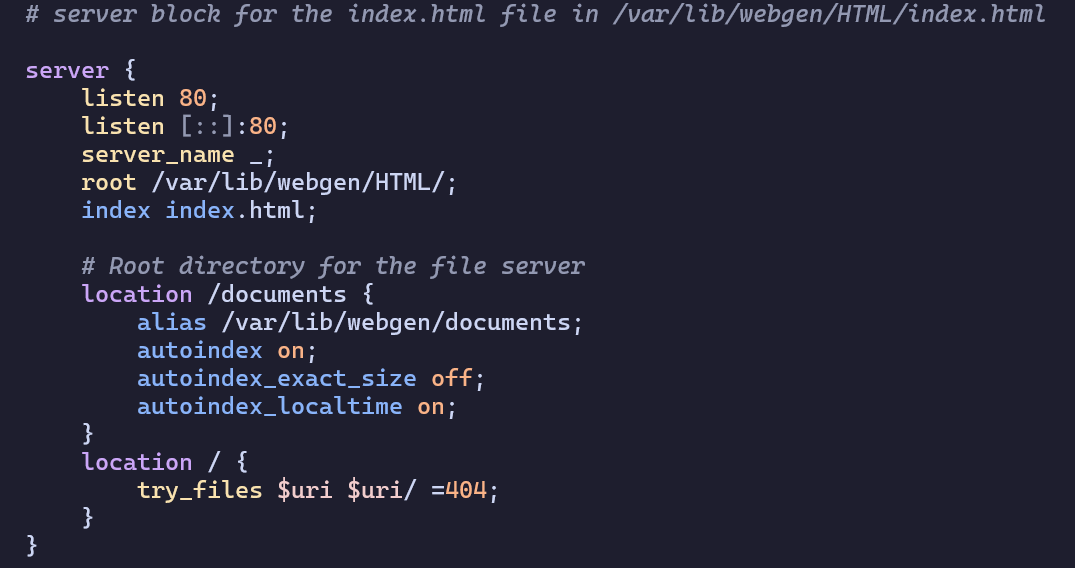 # server block for the index.html file in /var/lib/webgen/HTML/index.html
server {
listen 80;
listen [::]:80;
server_name _;
root /var/lib/webgen/HTML/;
index index.html;
# Root directory for the file server
location /documents {
alias /var/lib/webgen/documents;
autoindex on;
autoindex_exact_size off;
autoindex_localtime on;
}
location / {
try_files $uri $uri/ =404;
}
}